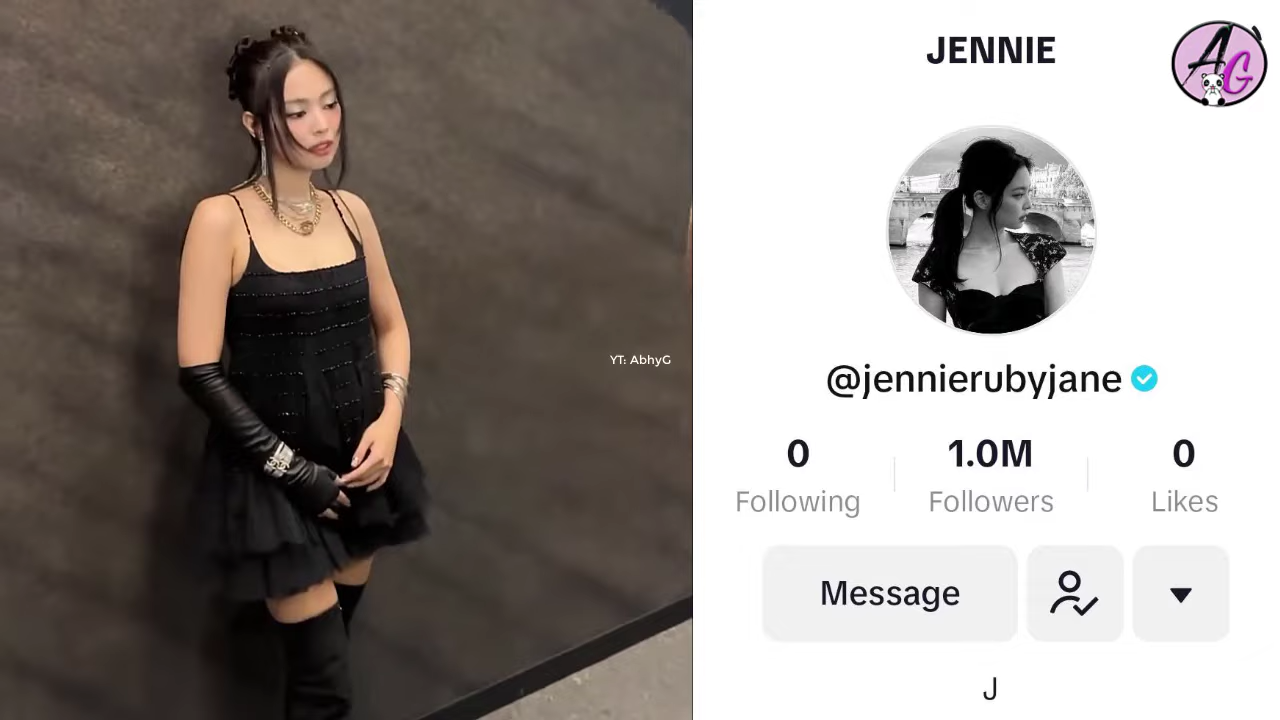 JENNIE
AG
YT: AbhyG
@jennierubyjane
0 1.0M 0
Following Followers Likes
Message
J